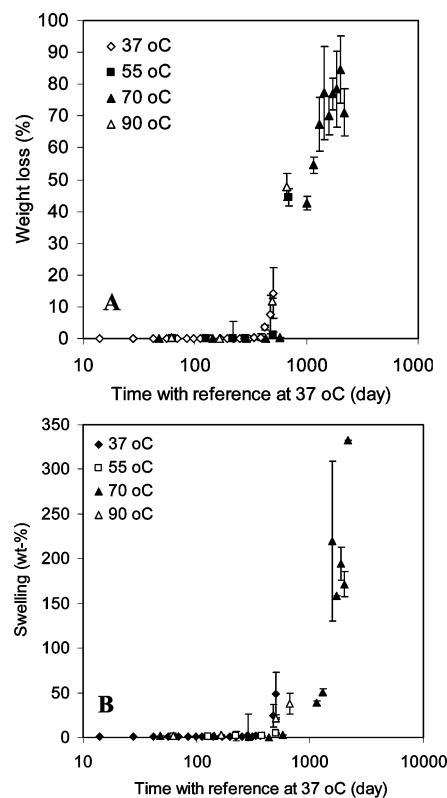 100
90
80
70
60
50
40
30
20
10
0
Weight loss (%)
37 oC
55 oC
70 oC
90 oC
A
10 100 1000 1000
Time with reference at 37 oC (day)
350
300
250
200
150
100
50
0
Swelling (wt-%)
37 oC
55 oC
70 oC
90 oC
B
10 100 1000 10000
Time with reference at 37 oC (day)